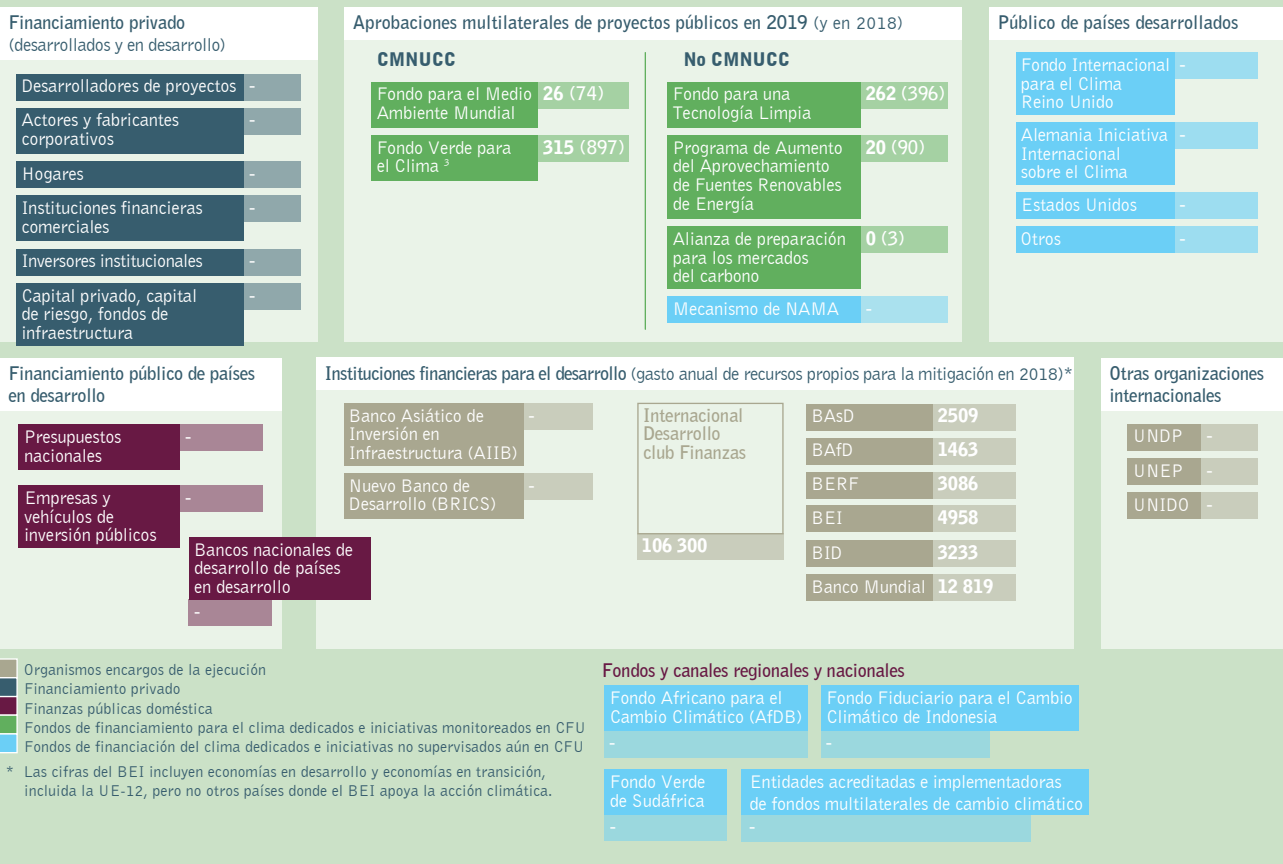 Financiamiento privado
(desarrollados y en desarrollo)
Desarrolladores de proyectos -
Actores y fabricantes -
corporativos
Hogares -
Instituciones financieras -
comerciales
Inversores institucionales -
Capital privado, capital -
de riesgo, fondos de
infraestructura
Aprobaciones multilaterales de proyectos públicos en 2019 (y en 2018)
CMNUCC
Fondo para el Medio 26 (74)
Ambiente Mundial
Fondo Verde para 315 (897)
el Clima ³
No CMNUCC
Fondo para una 262 (396)
Tecnología Limpia
Programa de Aumento 20 (90)
del Aprovechamiento
de Fuentes Renovables
de Energía
Alianza de preparación 0 (3)
para los mercados
del carbono
Mecanismo de NAMA -
Público de países desarrollados
Fondo Internacional -
para el Clima
Reino Unido
Alemania Iniciativa -
Internacional
sobre el Clima
Estados Unidos -
Otros -
Financiamiento público de países
en desarrollo
Presupuestos -
nacionales
Empresas y -
vehículos de
inversión públicos
Bancos nacionales de
desarrollo de países
en desarrollo
-
Instituciones financieras para el desarrollo (gasto anual de recursos propios para la mitigación en 2018)*
Banco Asiático de -
Inversión en
Infraestructura (AIIB)
Nuevo Banco de -
Desarrollo (BRICS)
Internacional
Desarrollo
club Finanzas
106 300
BAsD 2509
BAfD 1463
BERF 3086
BEI 4958
BID 3233
Banco Mundial 12 819
Otras organizaciones
internacionales
UNDP -
UNEP -
UNIDO -
Organismos encargos de la ejecución
Financiamiento privado
Finanzas públicas doméstica
Fondos de financiamiento para el clima dedicados e iniciativas monitoreados en CFU
Fondos de financiación del clima dedicados e iniciativas no supervisados aún en CFU
* Las cifras del BEI incluyen economías en desarrollo y economías en transición,
incluida la UE-12, pero no otros países donde el BEI apoya la acción climática.
Fondos y canales regionales y nacionales
Fondo Africano para el
Cambio Climático (AfDB)
-
Fondo Fiduciario para el Cambio
Climático de Indonesia
-
Fondo Verde
de Sudáfrica
-
Entidades acreditadas e implementadoras
de fondos multilaterales de cambio climático
-